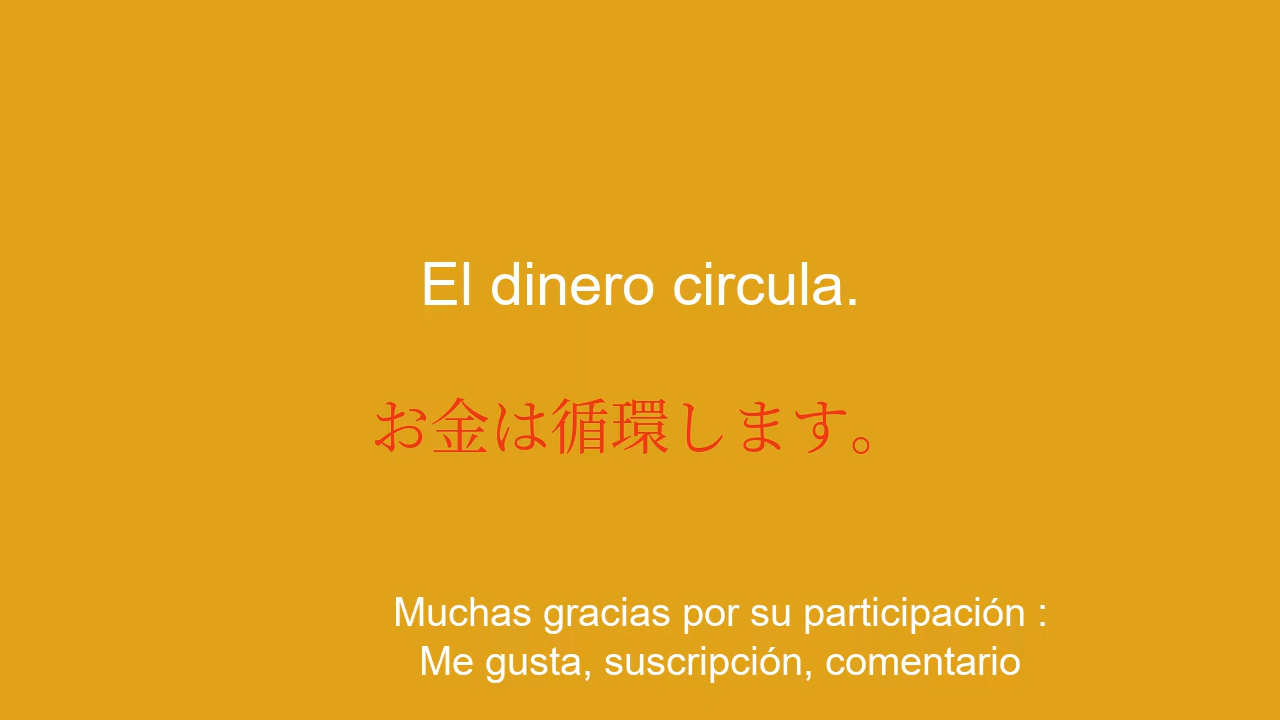 El dinero circula.
お金は循環します。
Muchas gracias por su participación :
Me gusta, suscripción, comentario